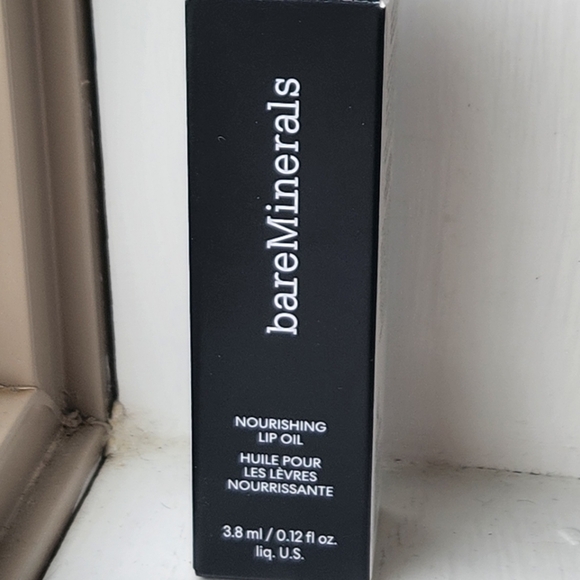 bareMinerals
NOURISHING
LIP OIL
HUILE POUR
LES LÈVRES
NOURRISSANTE
3.8 ml / 0.12 fl oz.
liq. U.S.